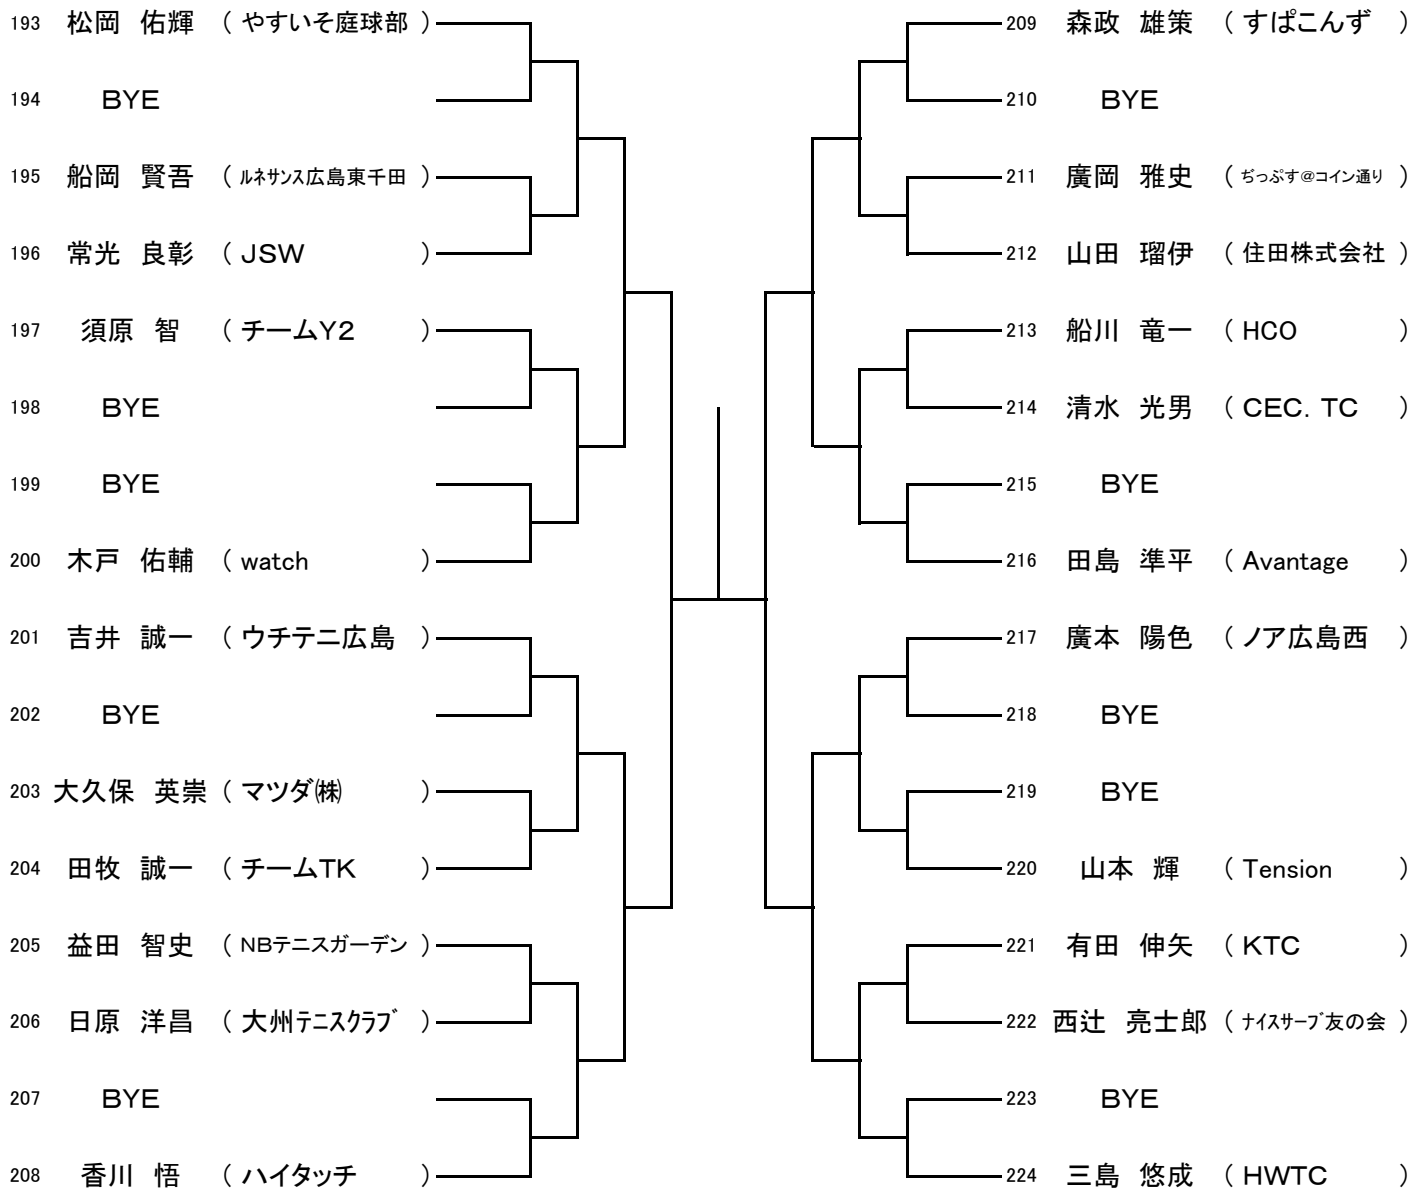 193 松岡 佑輝 ( やすいそ庭球部 )
194 BYE
195 船岡 賢吾 ( ルネサンス広島東千田 )
196 常光 良彰 ( JSW )
197 須原 智 ( チームY2 )
198 BYE
199 BYE
200 木戸 佑輔 ( watch )
201 吉井 誠一 ( ウチテニ広島 )
202 BYE
203 大久保 英崇 ( マツダ㈱ )
204 田牧 誠一 ( チームTK )
205 益田 智史 ( NBテニスガーデン )
206 日原 洋昌 ( 大州テニスクラブ )
207 BYE
208 香川 悟 ( ハイタッチ )
209 森政 雄策 ( すぱこんず )
210 BYE
211 廣岡 雅史 ( ぢっぷす@コイン通り )
212 山田 瑠伊 ( 住田株式会社 )
213 船川 竜一 ( HCO )
214 清水 光男 ( CEC. TC )
215 BYE
216 田島 準平 ( Avantage )
217 廣本 陽色 ( ノア広島西 )
218 BYE
219 BYE
220 山本 輝 ( Tension )
221 有田 伸矢 ( KTC )
222 西辻 亮士郎 ( ナイスサーブ友の会 )
223 BYE
224 三島 悠成 ( HWTC )